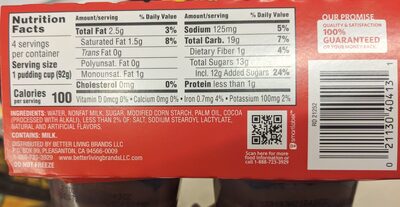 Nutrition
Facts
4 servings
per container
Serving size
1 pudding cup (92g)
Calories
per serving 100
Amount/serving % Daily Value
Total Fat 2.5g 3%
Saturated Fat 1.5g 8%
Trans Fat 0g
Polyunsat. Fat 0g
Monounsat. Fat 1g
Cholesterol 0mg 0%
Amount/serving % Daily Value
Sodium 125mg 5%
Total Carb. 19g 7%
Dietary Fiber 1g 4%
Total Sugars 13g
Incl. 12g Added Sugars 24%
Protein less than 1g
Vitamin D 0mcg 0% • Calcium 0mg 0% • Iron 0.7mg 4% • Potassium 100mg 2%
INGREDIENTS: WATER, NONFAT MILK, SUGAR, MODIFIED CORN STARCH, PALM OIL, COCOA
(PROCESSED WITH ALKALI), LESS THAN 2% OF: SALT, SODIUM STEAROYL LACTYLATE,
NATURAL AND ARTIFICIAL FLAVORS.
CONTAINS: MILK.
DISTRIBUTED BY BETTER LIVING BRANDS LLC
P.O. BOX 99, PLEASANTON, CA 94566-0009
1-888-723-3929 www.betterlivingbrandsLLC.com
DO NOT FREEZE
smartlabel
Scan here for more
food information or
call 1-888-723-3929
OUR PROMISE
QUALITY & SATISFACTION
100%
GUARANTEED
OR YOUR MONEY BACK.
RD 21252
0 21130 40413 1